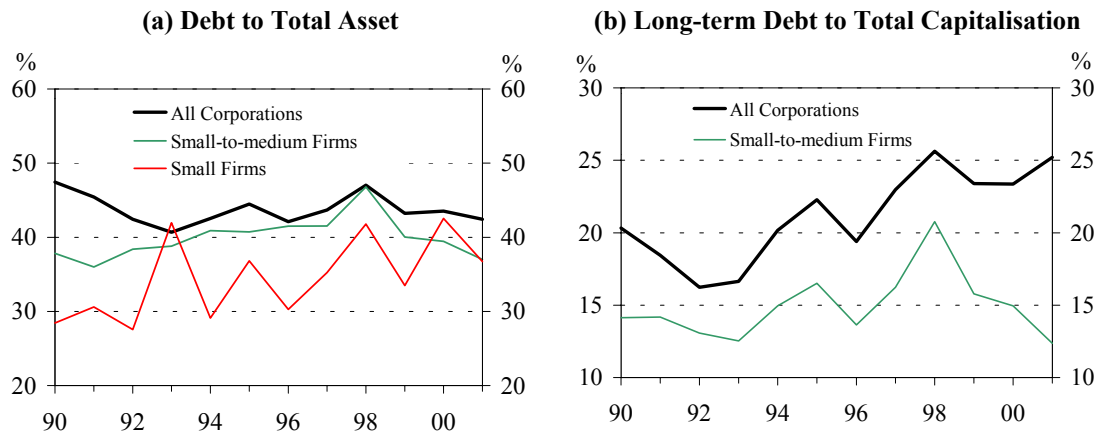 (a) Debt to Total Asset
% %
60 60
All Corporations
Small-to-medium Firms
Small Firms
50 50
40 40
30 30
20 20
90 92 94 96 98 00
(b) Long-term Debt to Total Capitalisation
% %
30 30
All Corporations
Small-to-medium Firms
25 25
20 20
15 15
10 10
90 92 94 96 98 00